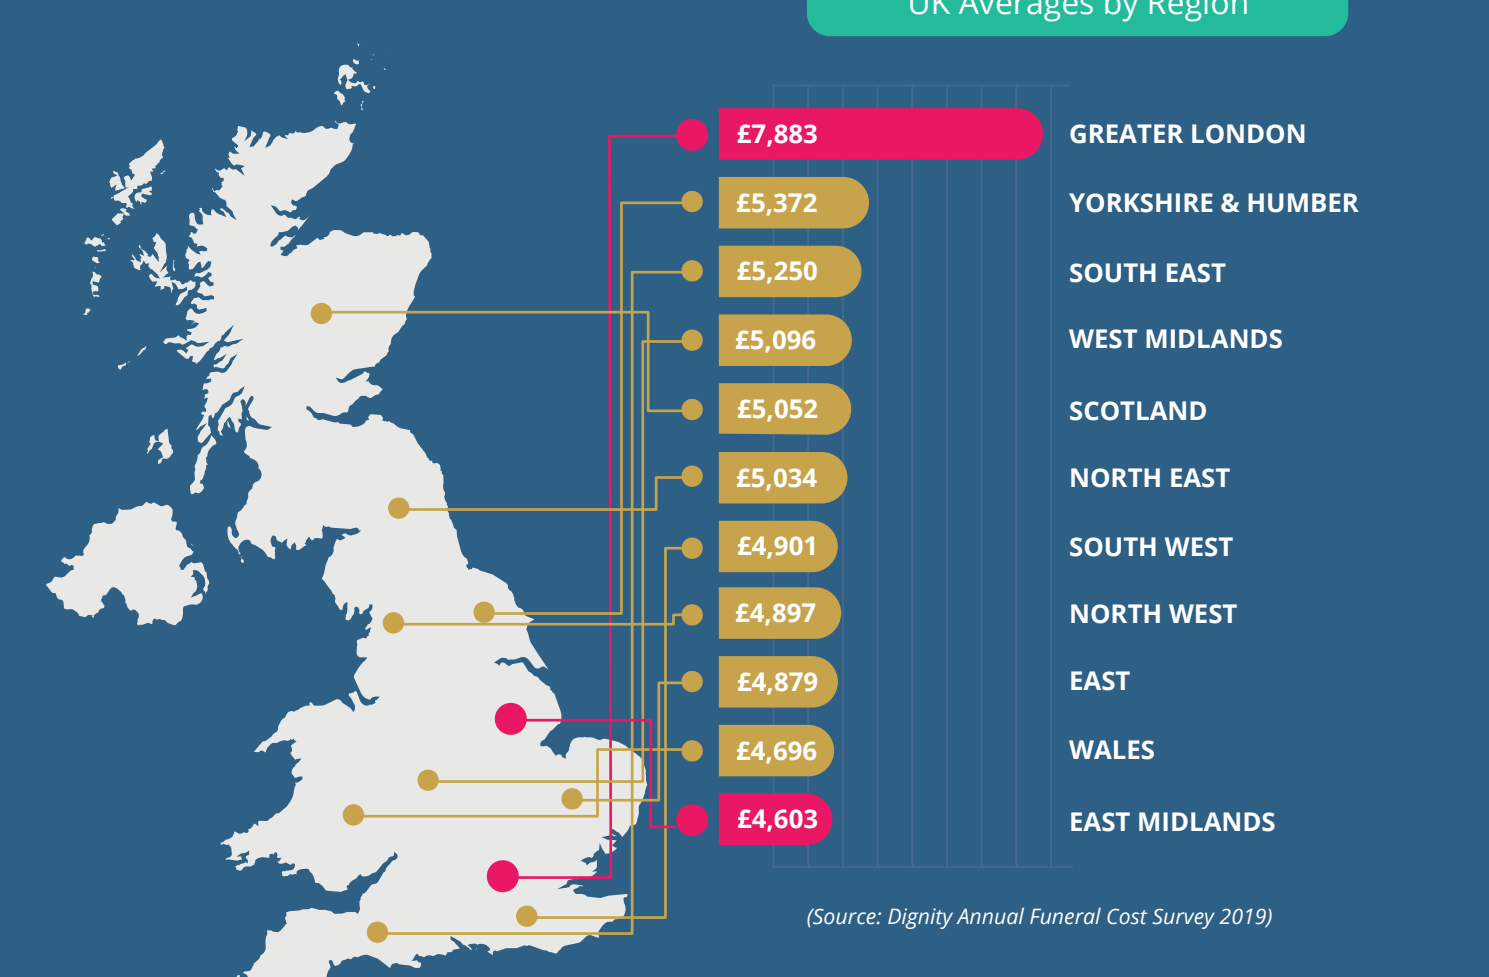 UK Averages by Region
£7,883 GREATER LONDON
£5,372 YORKSHIRE & HUMBER
£5,250 SOUTH EAST
£5,096 WEST MIDLANDS
£5,052 SCOTLAND
£5,034 NORTH EAST
£4,901 SOUTH WEST
£4,897 NORTH WEST
£4,879 EAST
£4,696 WALES
£4,603 EAST MIDLANDS
(Source: Dignity Annual Funeral Cost Survey 2019)